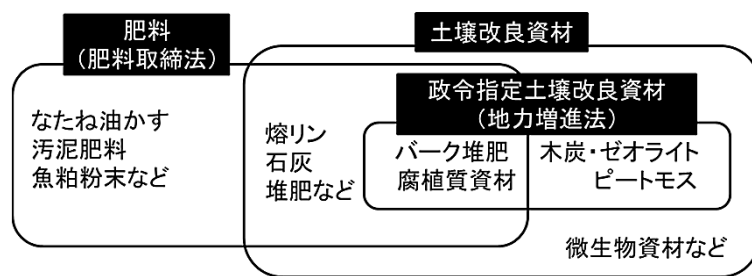 肥料
(肥料取締法)
土壌改良資材
政令指定土壌改良資材
(地力増進法)
なたね油かす
汚泥肥料
魚粕粉末など
熔リン
石灰
堆肥など
バーク堆肥
腐植質資材
木炭・ゼオライト
ピートモス
微生物資材など